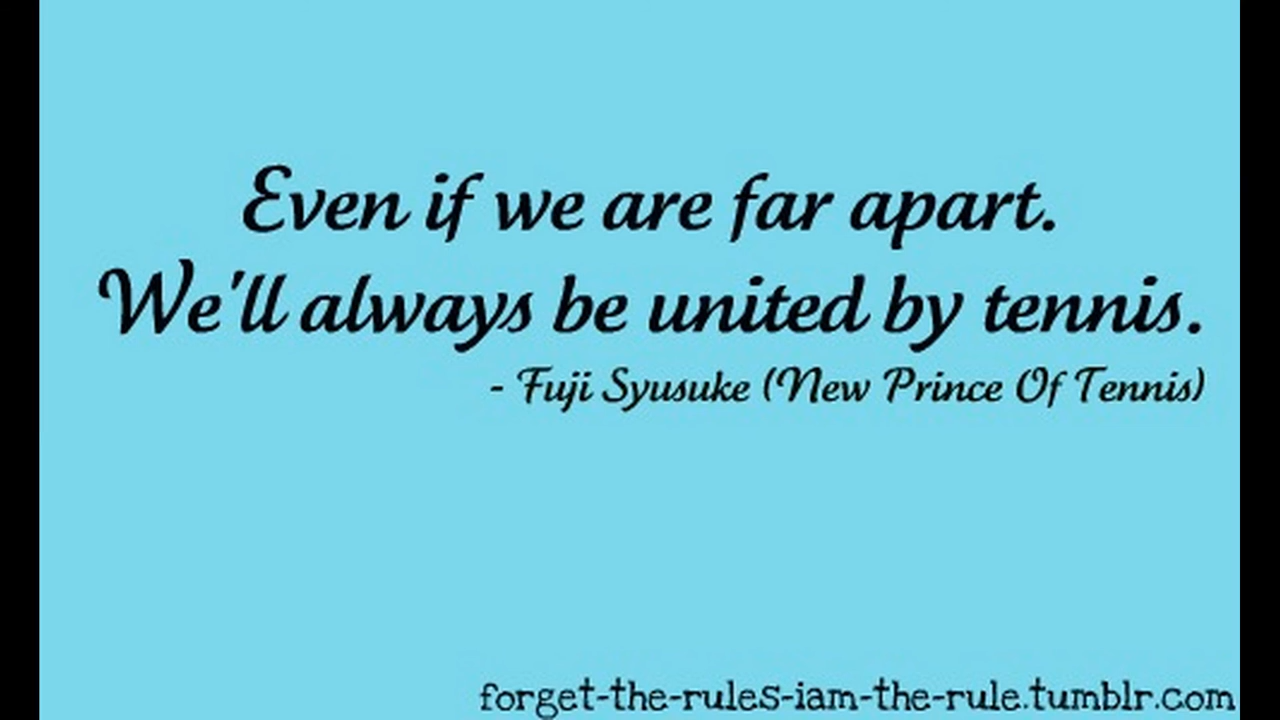 Even if we are far apart.
We'll always be united by tennis.
- Fuji Syusuke (New Prince Of Tennis)
forget-the-rules-iam-the-rule.tumblr.com